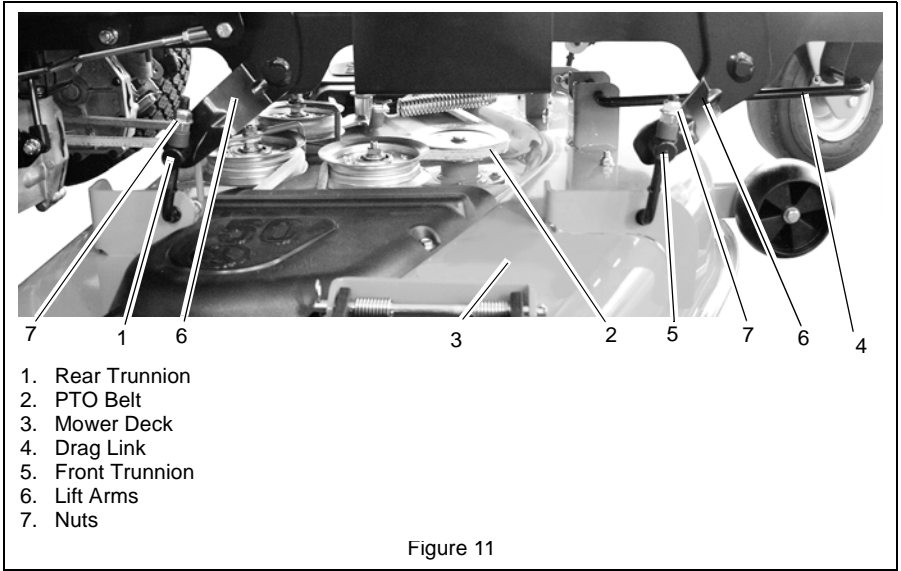 7 1 6 3 2 5 7 6 4
1. Rear Trunnion
2. PTO Belt
3. Mower Deck
4. Drag Link
5. Front Trunnion
6. Lift Arms
7. Nuts
Figure 11